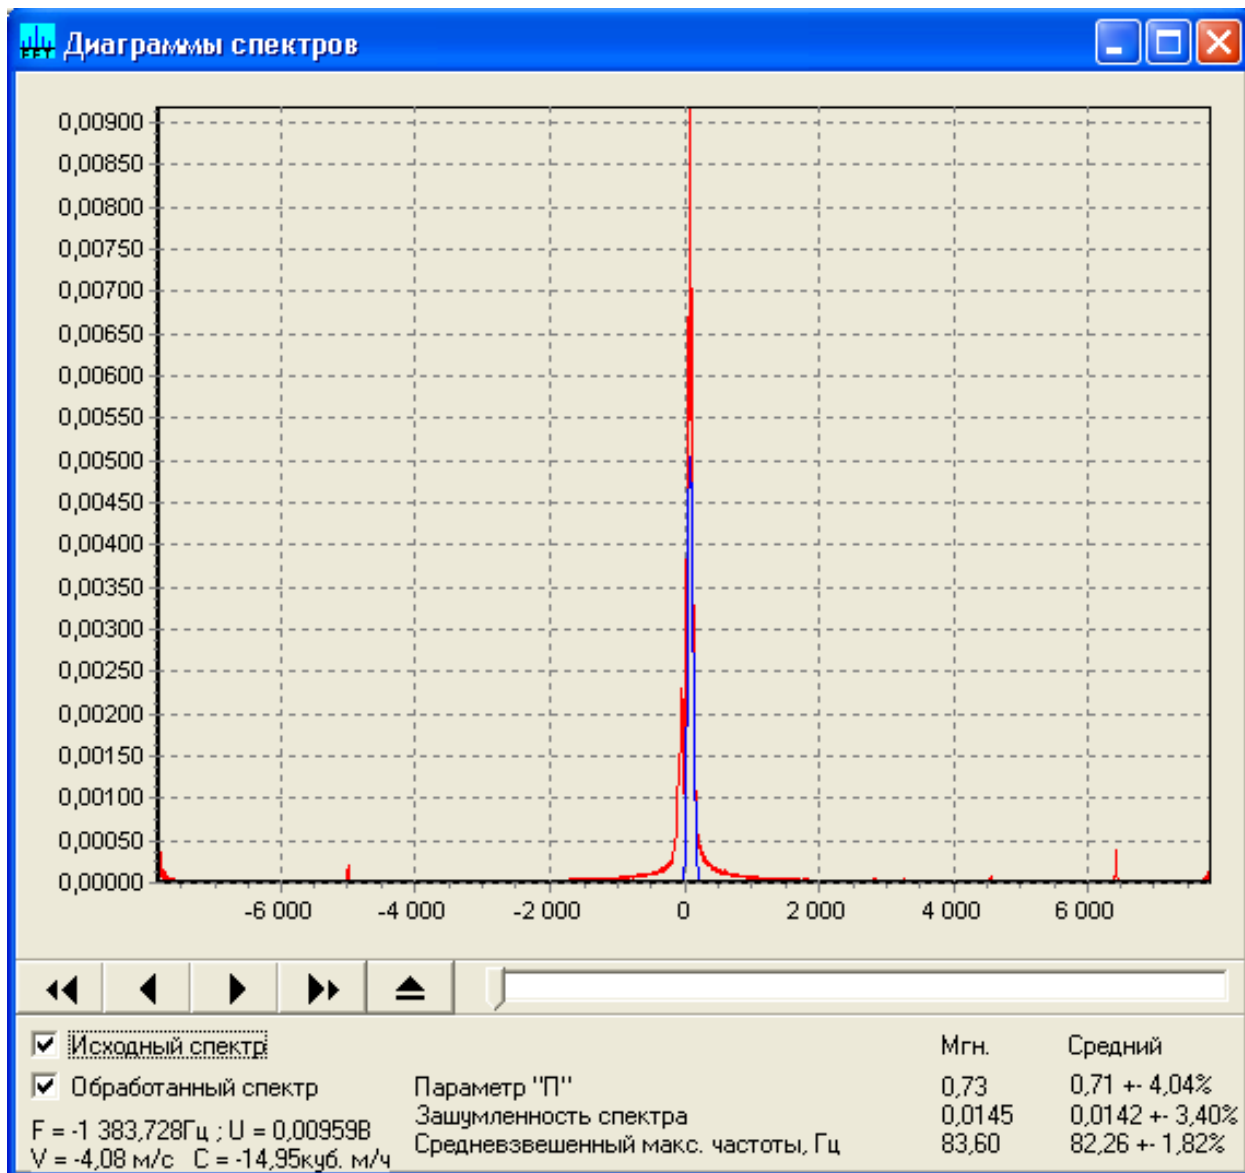 FFT Диаграммы спектров
0,00900
0,00850
0,00800
0,00750
0,00700
0,00650
0,00600
0,00550
0,00500
0,00450
0,00400
0,00350
0,00300
0,00250
0,00200
0,00150
0,00100
0,00050
0,00000
-6 000 -4 000 -2 000 0 2 000 4 000 6 000
Исходный спектр Мгн. Средний
Обработанный спектр Параметр "П" 0,73 0,71 +- 4,04%
Зашумленность спектра 0,0145 0,0142 +- 3,40%
F = -1 383,728Гц ; U = 0,00959В Средневзвешенный макс. частоты, Гц 83,60 82,26 +- 1,82%
V = -4,08 м/с C = -14,95куб. м/ч